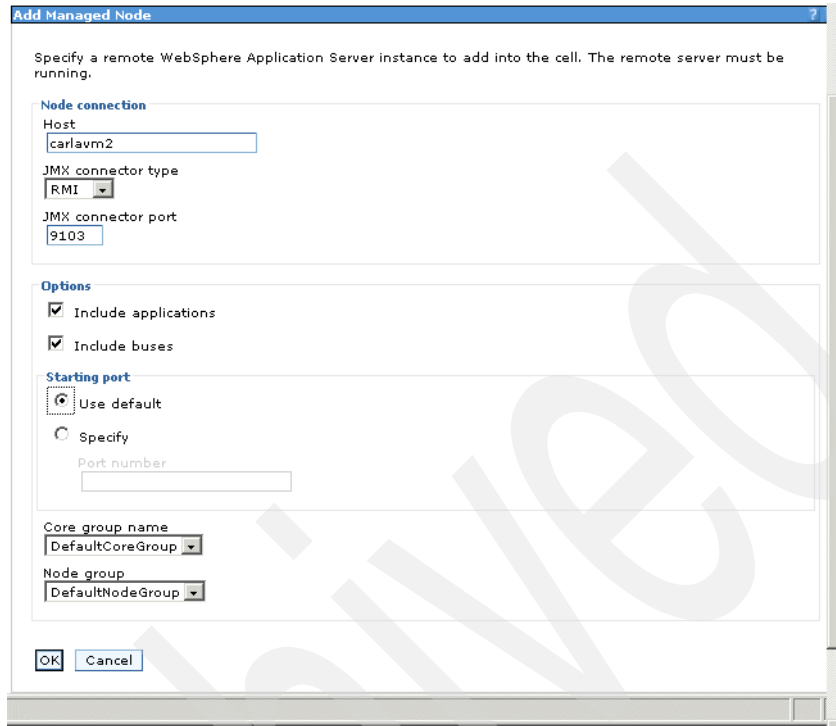 Add Managed Node ?
Specify a remote WebSphere Application Server instance to add into the cell. The remote server must be
running.
Node connection
Host
carlavm2
JMX connector type
RMI
JMX connector port
9103
Options
Include applications
Include buses
Starting port
Use default
Specify
Port number
Core group name
DefaultCoreGroup
Node group
DefaultNodeGroup
OK Cancel
hived